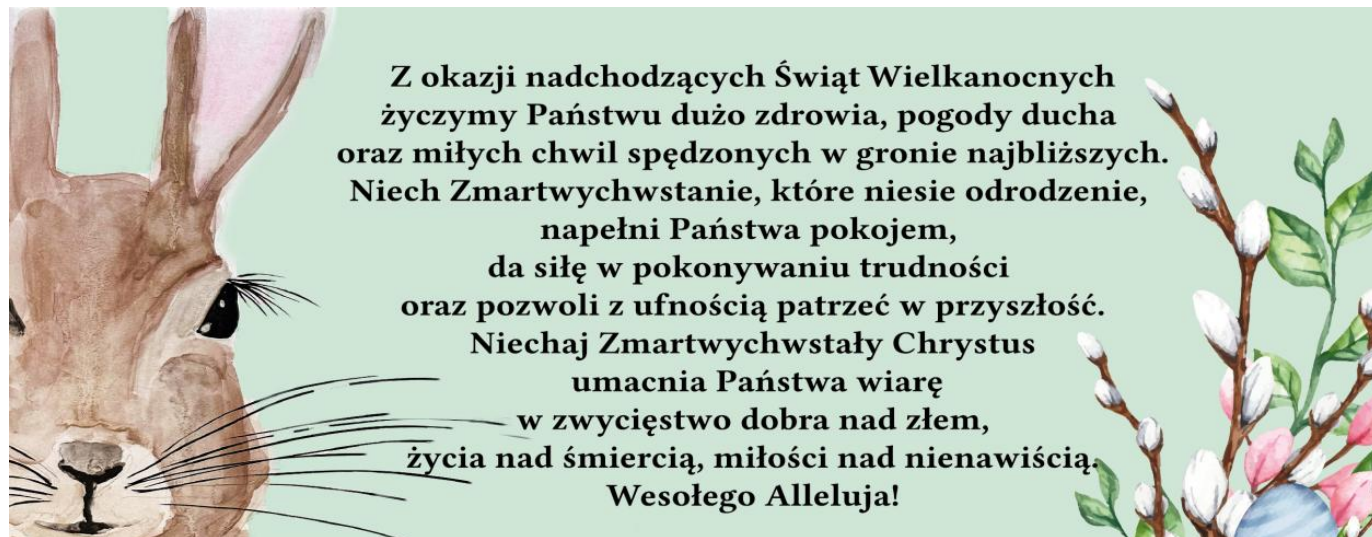 Z okazji nadchodzących Świąt Wielkanocnych
życzymy Państwu dużo zdrowia, pogody ducha
oraz miłych chwil spędzonych w gronie najbliższych.
Niech Zmartwychwstanie, które niesie odrodzenie,
napełni Państwa pokojem,
da siłę w pokonywaniu trudności
oraz pozwoli z ufnością patrzeć w przyszłość.
Niechaj Zmartwychwstały Chrystus
umacnia Państwa wiarę
w zwycięstwo dobra nad złem,
życia nad śmiercią, miłości nad nienawiścią.
Wesołego Alleluja!